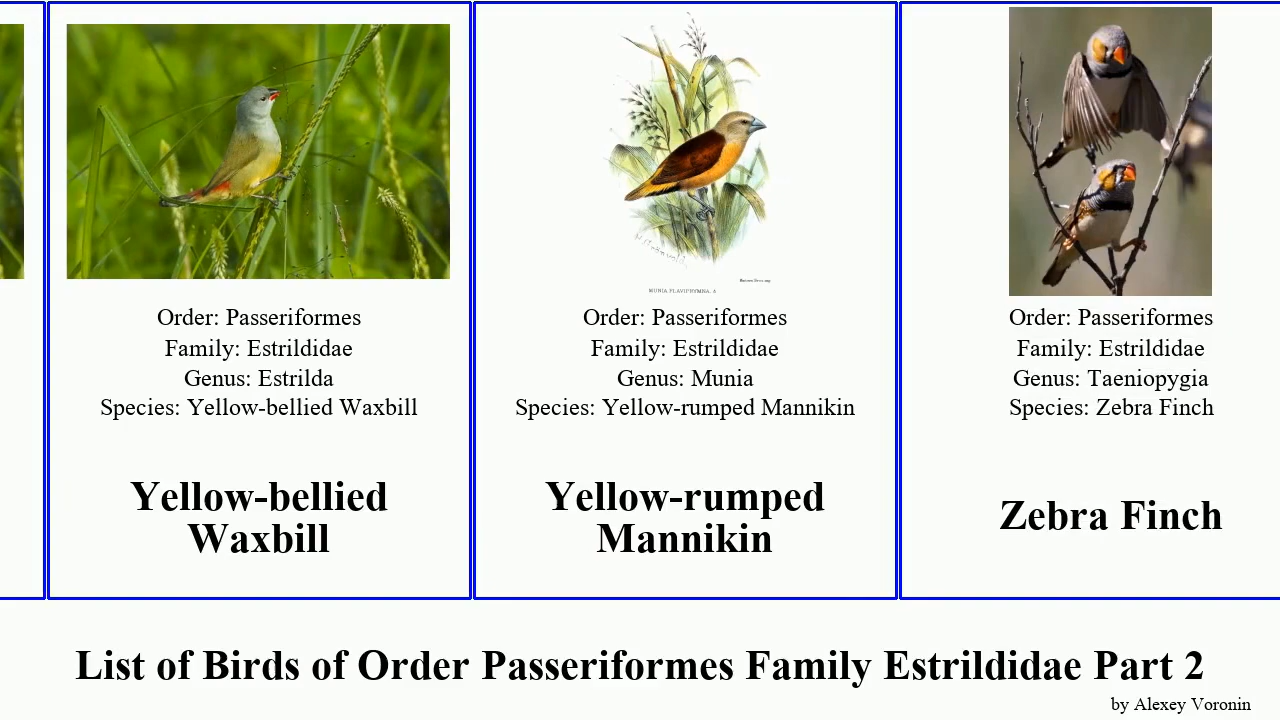 MUNIA FLAVIPRYMNA.
Order: Passeriformes
Family: Estrildidae
Genus: Estrilda
Species: Yellow-bellied Waxbill
Yellow-bellied
Waxbill
Order: Passeriformes
Family: Estrildidae
Genus: Munia
Species: Yellow-rumped Mannikin
Yellow-rumped
Mannikin
Order: Passeriformes
Family: Estrildidae
Genus: Taeniopygia
Species: Zebra Finch
Zebra Finch
List of Birds of Order Passeriformes Family Estrildidae Part 2
by Alexey Voronin